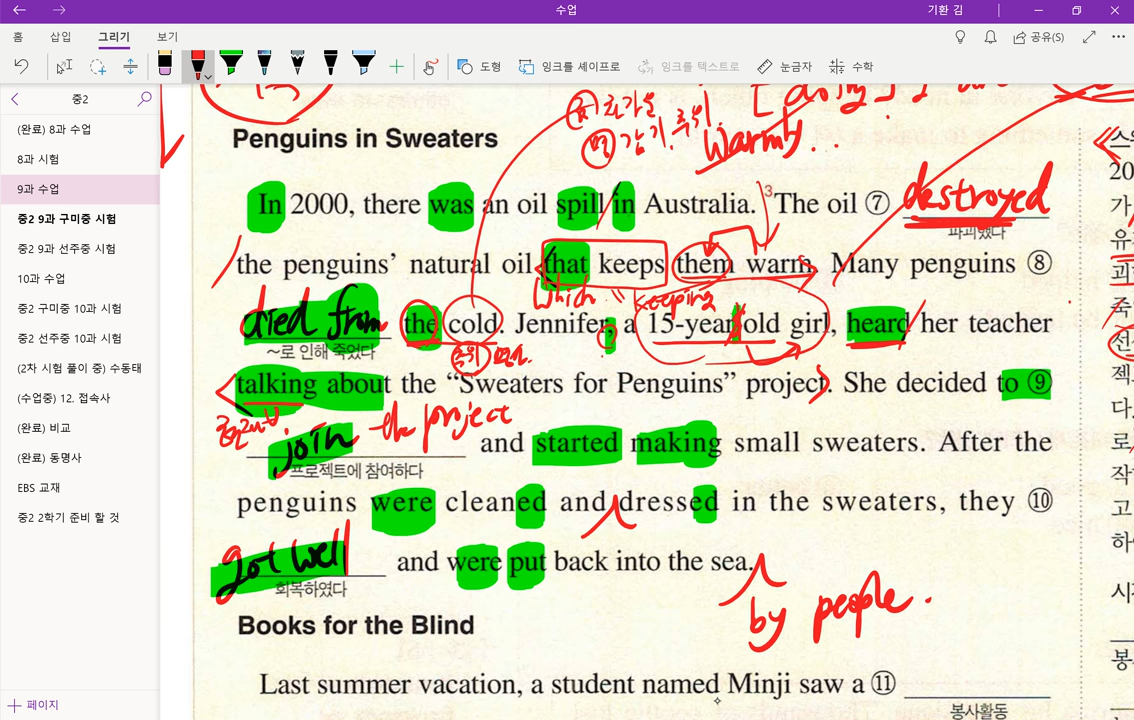 수업
기환 김
홈 삽입 그리기 보기
공유(S)
도형 잉크를 셰이프로 잉크를 텍스트로 눈금자 수학
중2
(완료) 8과 수업
8과 시험
9과 수업
중2 9과 구미중 시험
중2 9과 선주중 시험
10과 수업
중2 구미중 10과 시험
중2 선주중 10과 시험
(2차 시험 풀이 중) 수동태
(수업중) 12. 접속사
(완료) 비교
(완료) 동명사
EBS 교재
중2 2학기 준비 할 것
페이지
doing
warmly...
Penguins in Sweaters
In 2000, there was an oil spill in Australia. 3 The oil ⑦ destroyed
파괴했다
the penguins' natural oil that keeps them warm. Many penguins ⑧
which keeping
died from the cold. Jennifer, a 15-year old girl, heard her teacher
~로 인해 죽었다
talking about the “Sweaters for Penguins” project. She decided to ⑨
join the project and started making small sweaters. After the
프로젝트에 참여하다
penguins were cleaned and dressed in the sweaters, they ⑩
got well and were put back into the sea.
회복하였다
by people.
Books for the Blind
Last summer vacation, a student named Minji saw a ⑪
봉사활동